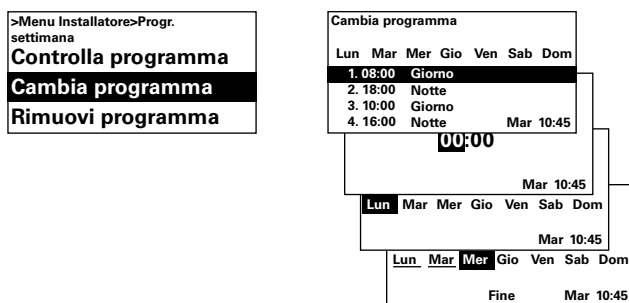 >Menu Installatore>Progr.
settimana
Controlla programma
Cambia programma
Rimuovi programma
Cambia programma
Lun Mar Mer Gio Ven Sab Dom
1. 08:00 Giorno
2. 18:00 Notte
3. 10:00 Giorno
4. 16:00 Notte Mar 10:45
00:00
Mar 10:45
Lun Mar Mer Gio Ven Sab Dom
Mar 10:45
Lun Mar Mer Gio Ven Sab Dom
Fine Mar 10:45